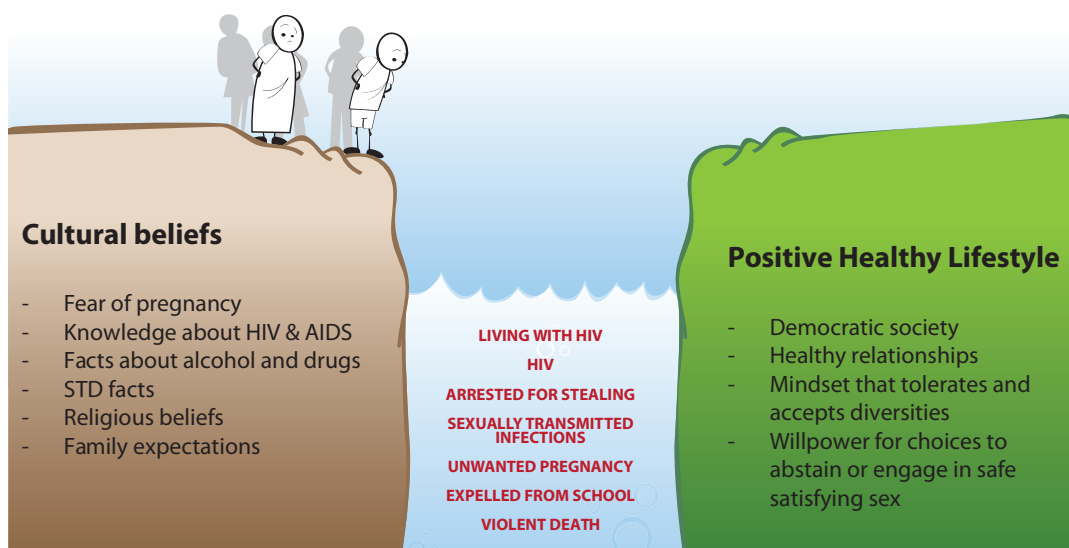 Cultural beliefs
- Fear of pregnancy
- Knowledge about HIV & AIDS
- Facts about alcohol and drugs
- STD facts
- Religious beliefs
- Family expectations
LIVING WITH HIV
HIV
ARRESTED FOR STEALING
SEXUALLY TRANSMITTED
INFECTIONS
UNWANTED PREGNANCY
EXPELLED FROM SCHOOL
VIOLENT DEATH
Positive Healthy Lifestyle
- Democratic society
- Healthy relationships
- Mindset that tolerates and
accepts diversities
- Willpower for choices to
abstain or engage in safe
satisfying sex